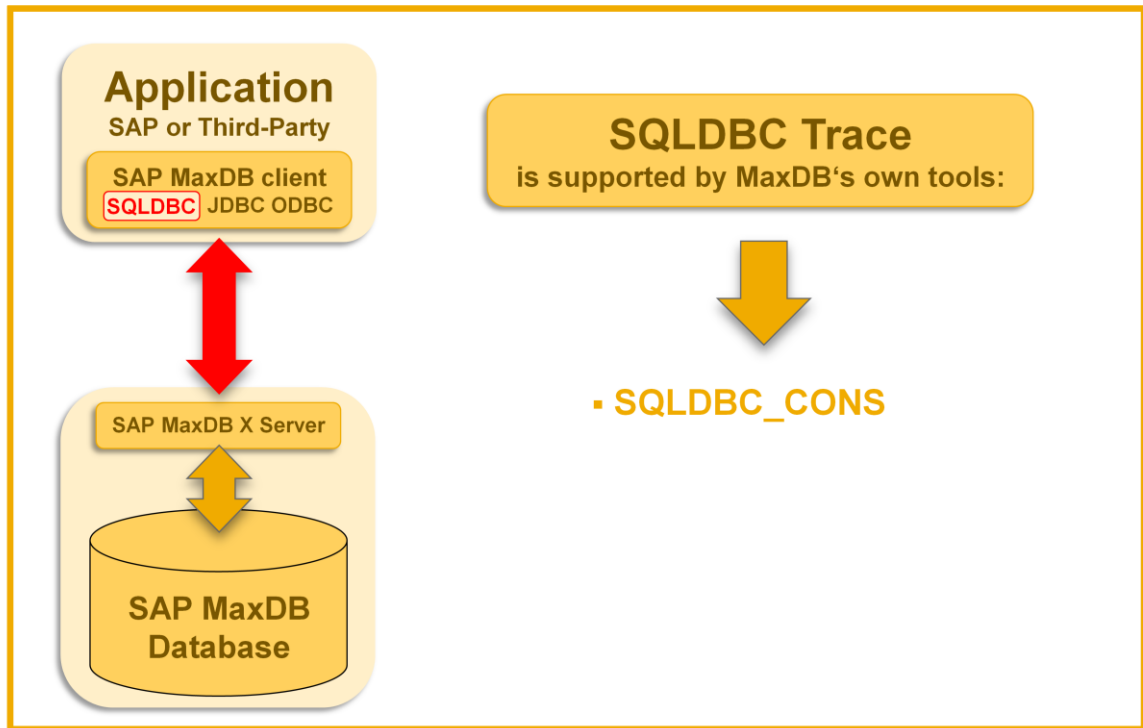 Application
SAP or Third-Party
SAP MaxDB client
SQLDBC JDBC ODBC
SAP MaxDB X Server
SAP MaxDB
Database
SQLDBC Trace
is supported by MaxDB‘s own tools:
▪ SQLDBC_CONS